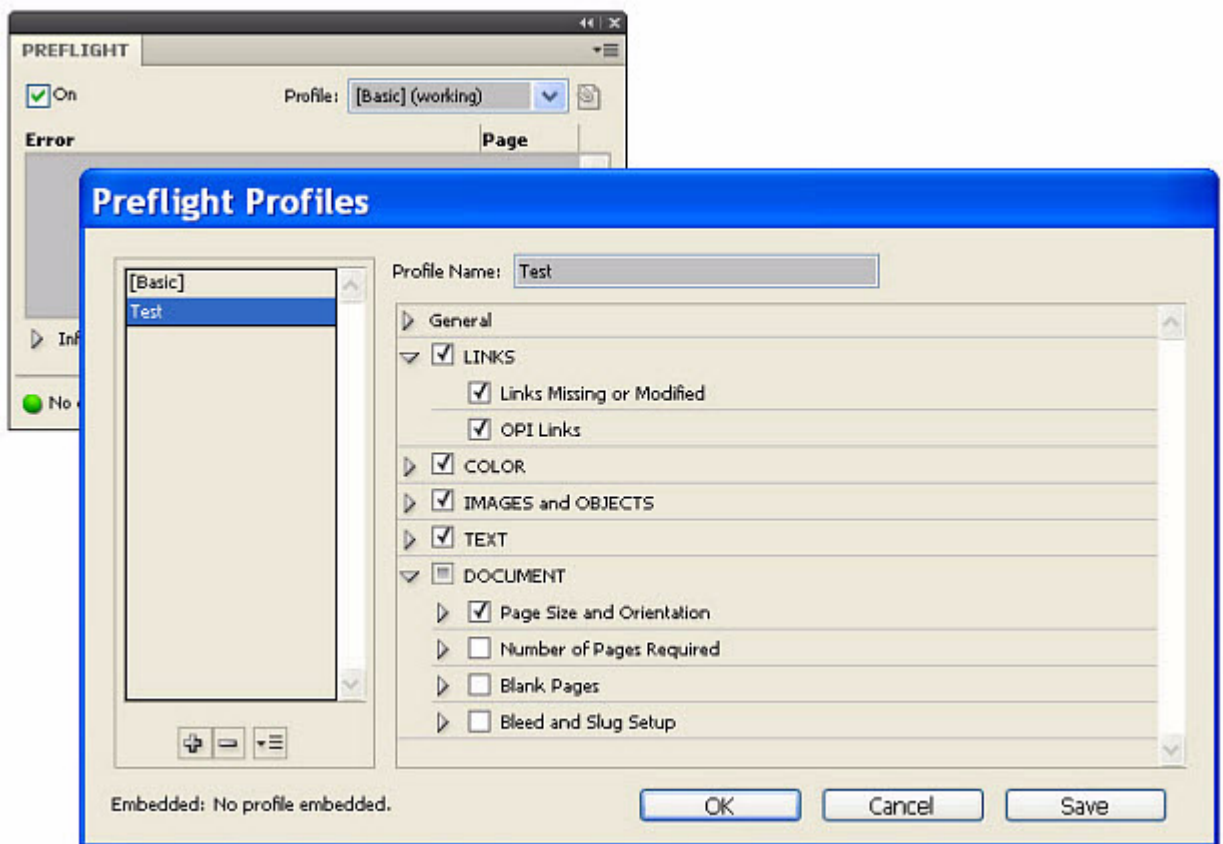 PREFLIGHT
On
Profile: [Basic] (working)
Error Page
Preflight Profiles
[Basic]
Test
Profile Name: Test
General
LINKS
Links Missing or Modified
OPI Links
COLOR
IMAGES and OBJECTS
TEXT
DOCUMENT
Page Size and Orientation
Number of Pages Required
Blank Pages
Bleed and Slug Setup
Inf
No
Embedded: No profile embedded.
OK Cancel Save